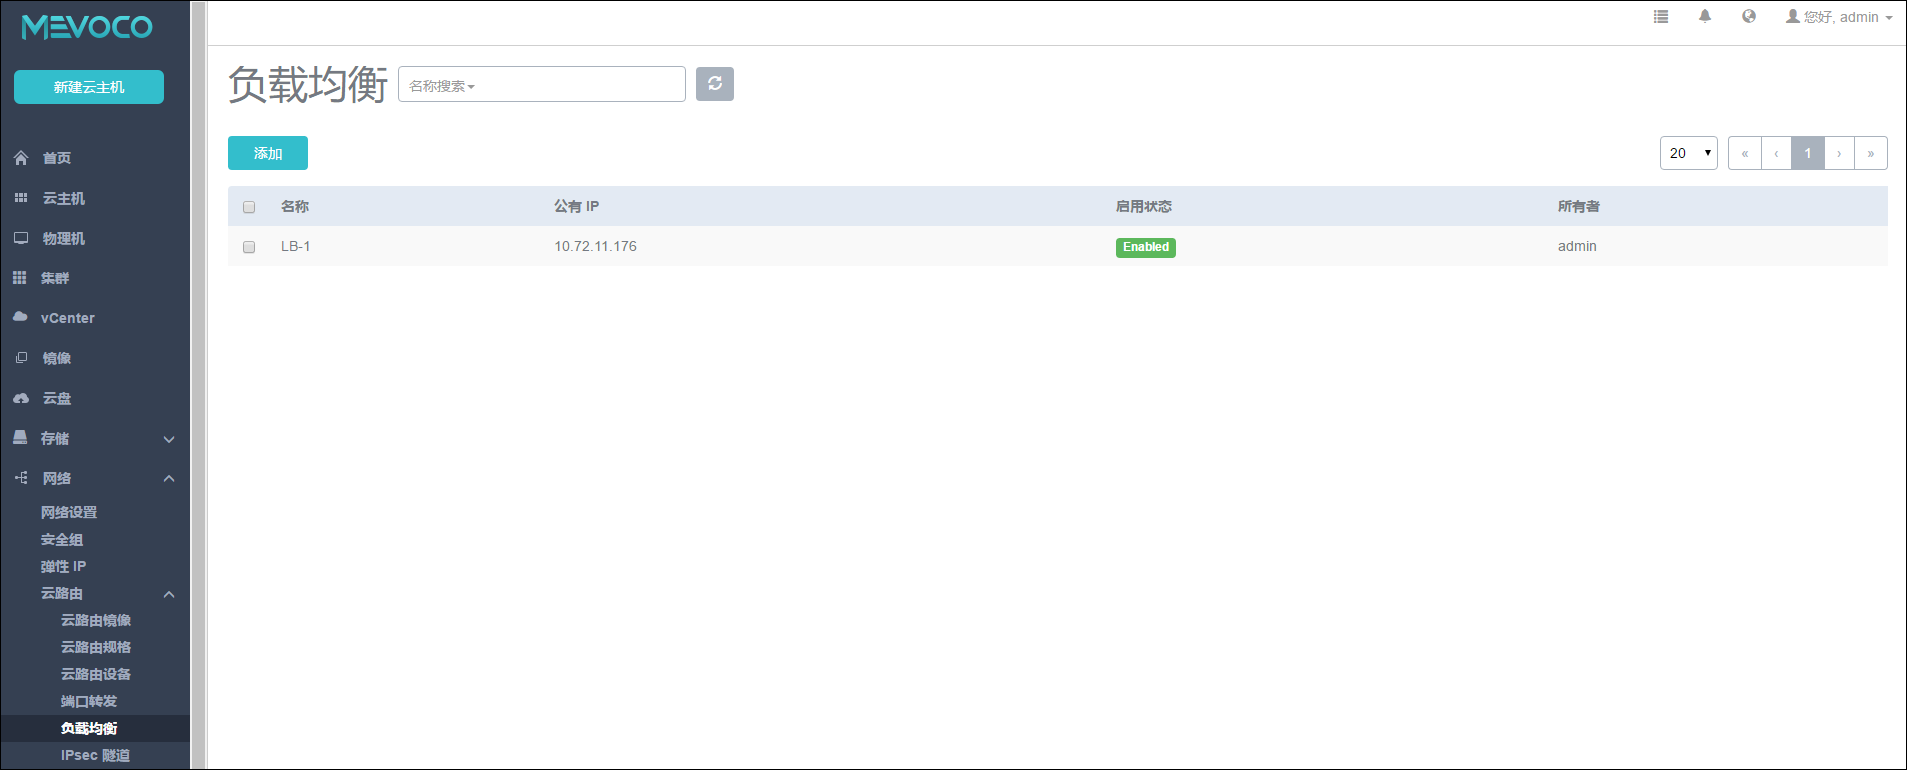 MEVOCO
新建云主机
首页
云主机
物理机
集群
vCenter
镜像
云盘
存储
网络
网络设置
安全组
弹性 IP
云路由
云路由镜像
云路由规格
云路由设备
端口转发
负载均衡
IPsec 隧道
您好, admin
负载均衡 名称搜索
添加
20 « ‹ 1 › »
名称 公有 IP 启用状态 所有者
LB-1 10.72.11.176 Enabled admin